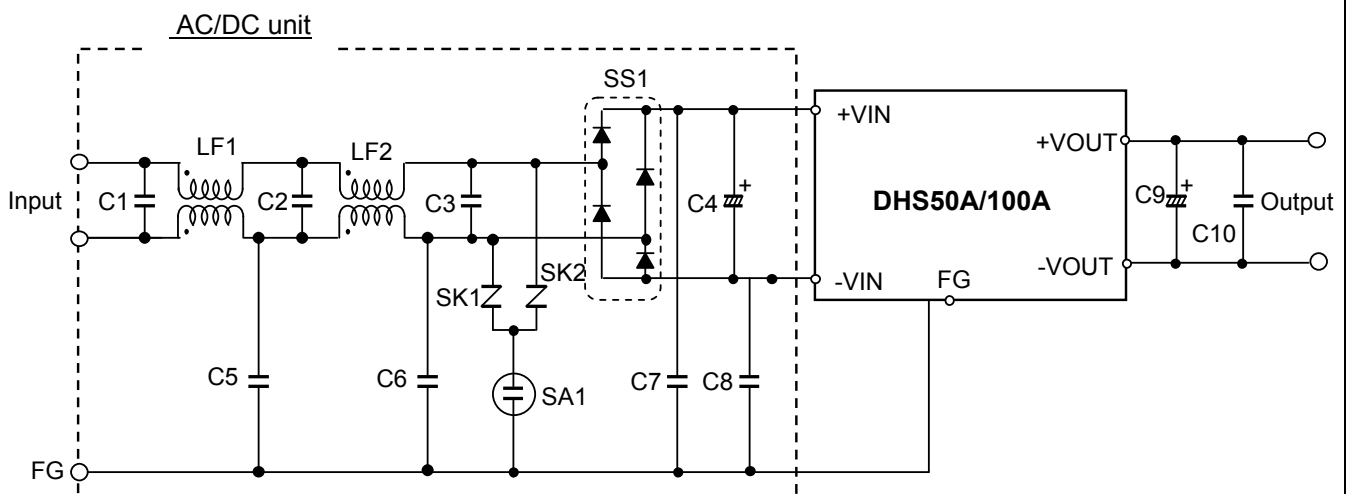 AC/DC unit
SS1
+VIN
LF1
LF2
+VOUT
Input
C1
C2
C3
C4
+
DHS50A/100A
C9
+
Output
C10
SK1
SK2
-VIN
FG
-VOUT
C5
C6
SA1
C7
C8
FG